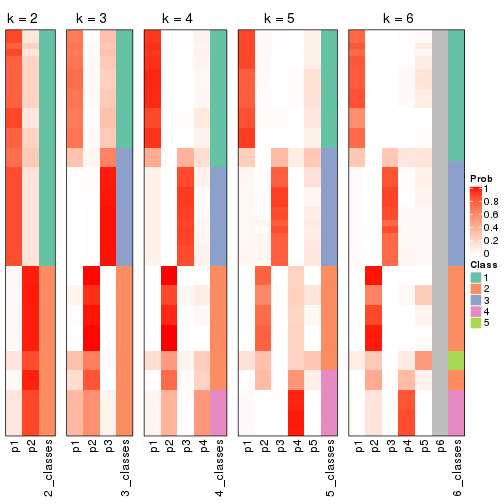 k = 2
k = 3
k = 4
k = 5
k = 6
Prob
1
0.8
0.6
0.4
0.2
0
Class
1
2
3
4
5
p1
p2
2_classes
p1
p2
p3
3_classes
p1
p2
p3
p4
4_classes
p1
p2
p3
p4
p5
5_classes
p1
p2
p3
p4
p5
p6
6_classes